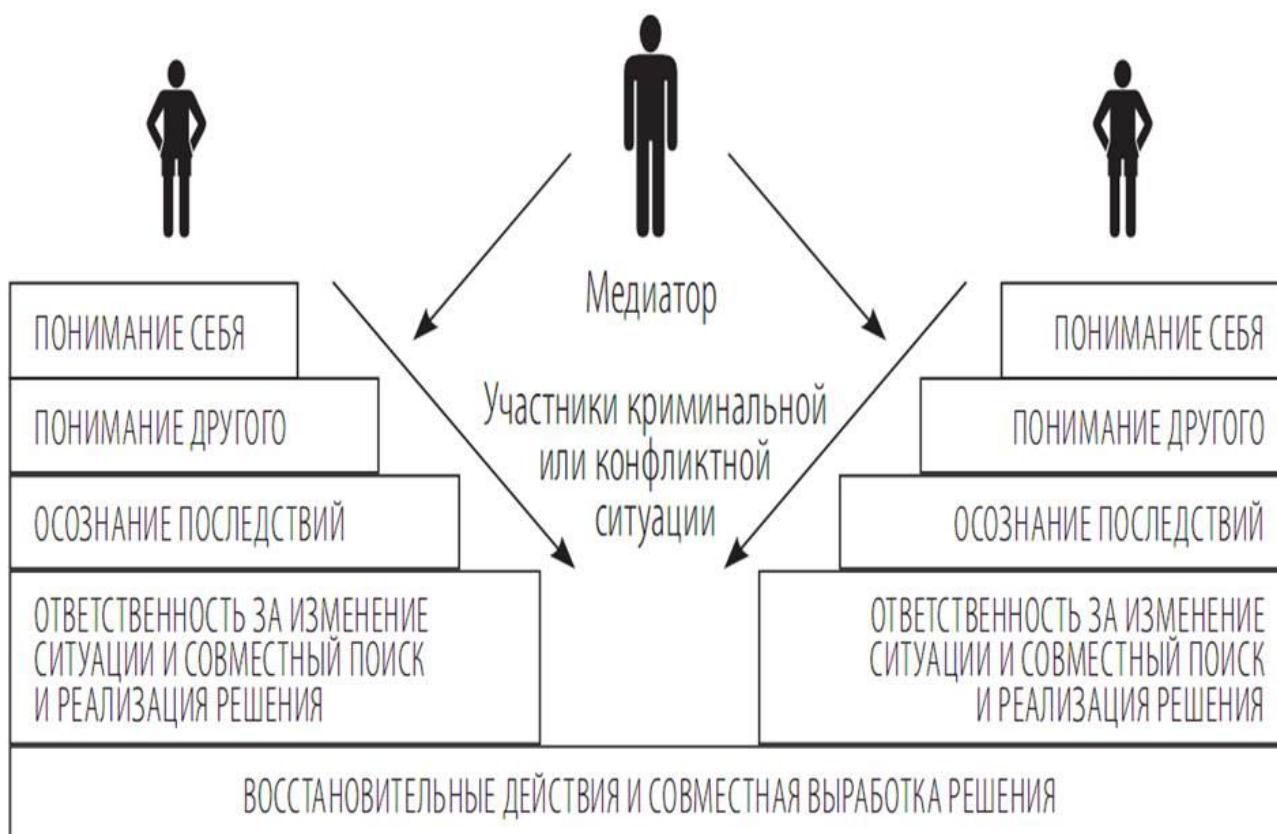 Медиатор
Участники криминальной
или конфликтной
ситуации
ПОНИМАНИЕ СЕБЯ
ПОНИМАНИЕ ДРУГОГО
ОСОЗНАНИЕ ПОСЛЕДСТВИЙ
ОТВЕТСТВЕННОСТЬ ЗА ИЗМЕНЕНИЕ
СИТУАЦИИ И СОВМЕСТНЫЙ ПОИСК
И РЕАЛИЗАЦИЯ РЕШЕНИЯ
ПОНИМАНИЕ СЕБЯ
ПОНИМАНИЕ ДРУГОГО
ОСОЗНАНИЕ ПОСЛЕДСТВИЙ
ОТВЕТСТВЕННОСТЬ ЗА ИЗМЕНЕНИЕ
СИТУАЦИИ И СОВМЕСТНЫЙ ПОИСК
И РЕАЛИЗАЦИЯ РЕШЕНИЯ
ВОССТАНОВИТЕЛЬНЫЕ ДЕЙСТВИЯ И СОВМЕСТНАЯ ВЫРАБОТКА РЕШЕНИЯ